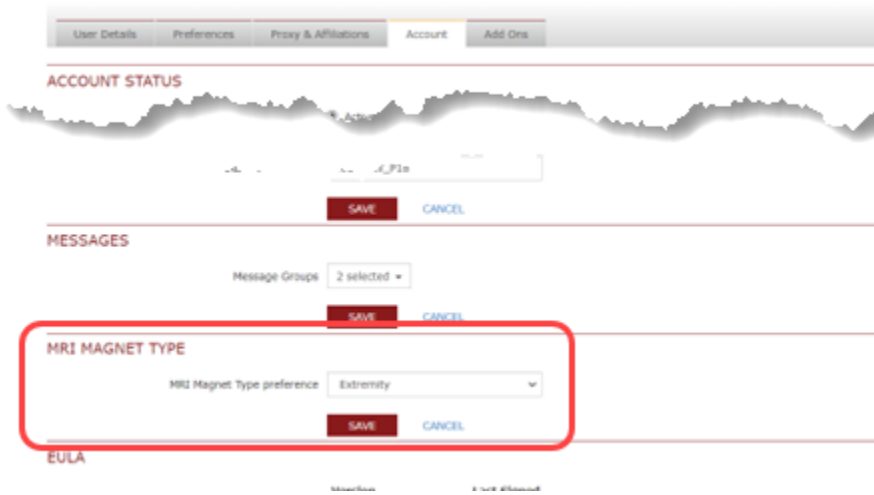 User Details Preferences Proxy & Affiliations Account Add Ons
ACCOUNT STATUS
SAVE CANCEL
MESSAGES
Message Groups 2 selected
SAVE CANCEL
MRI MAGNET TYPE
MRI Magnet Type preference Extremity
SAVE CANCEL
EULA
Version Last Signed